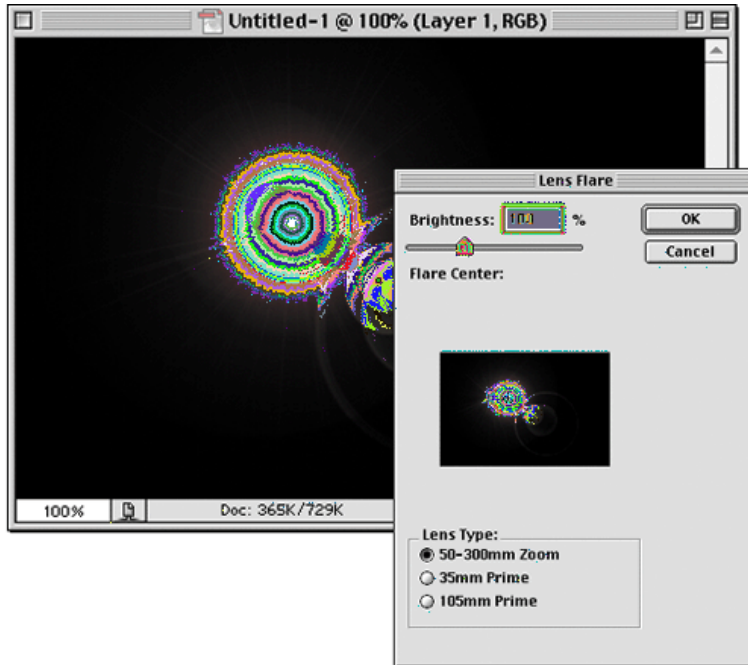 Untitled-1 @ 100% (Layer 1, RGB)
Lens Flare
Brightness: 100 %
OK
Cancel
Flare Center:
100%
Doc: 365K/729K
Lens Type:
50-300mm Zoom
35mm Prime
105mm Prime